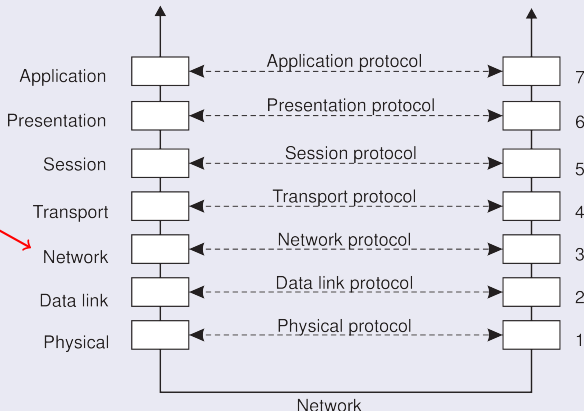 Application Application protocol 7
Presentation Presentation protocol 6
Session Session protocol 5
Transport Transport protocol 4
Network Network protocol 3
Data link Data link protocol 2
Physical Physical protocol 1
Network